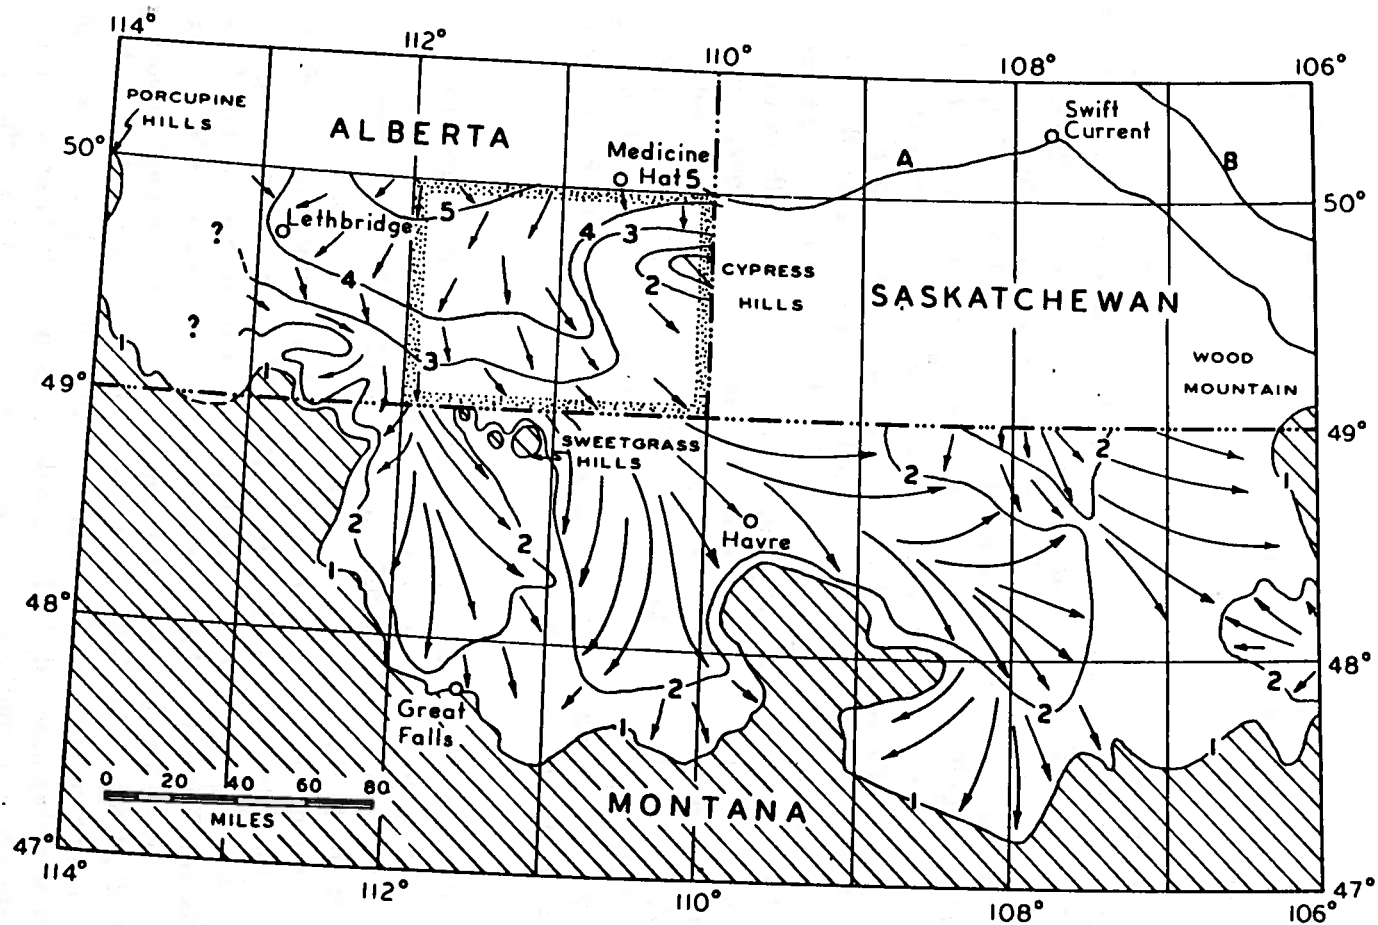 114°
112°
110°
108°
106°
PORCUPINE
HILLS
ALBERTA
50°
Medicine
Hat 5
A
Swift
Current
B
50°
?
Lethbridge
5
4
3
4
2
CYPRESS
HILLS
SASKATCHEWAN
?
1
3
1
WOOD
MOUNTAIN
49°
49°
SWEETGRASS
HILLS
2
2
1
2
2
Havre
1
48°
48°
2
2
2
Great
Falls
1
1
0 20 40 60 80
MILES
MONTANA
1
47°
47°
114°
112°
110°
108°
106°